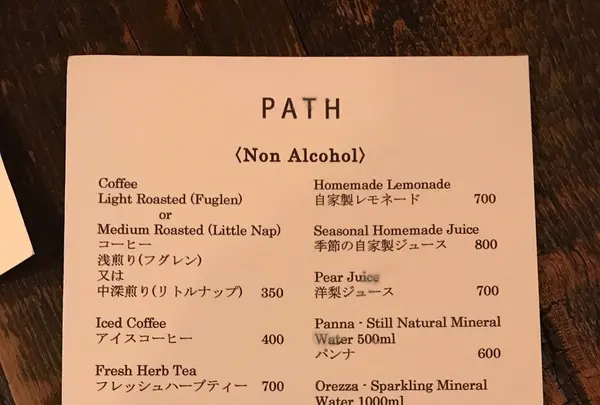 PATH
〈Non Alcohol〉
Coffee
Light Roasted (Fuglen)
or
Medium Roasted (Little Nap)
コーヒー
浅煎り(フグレン)
又は
中深煎り(リトルナップ) 350
Iced Coffee
アイスコーヒー 400
Fresh Herb Tea
フレッシュハーブティー 700
Homemade Lemonade
自家製レモネード 700
Seasonal Homemade Juice
季節の自家製ジュース 800
Pear Juice
洋梨ジュース 700
Panna - Still Natural Mineral
Water 500ml
パンナ 600
Orezza - Sparkling Mineral
Water 1000ml